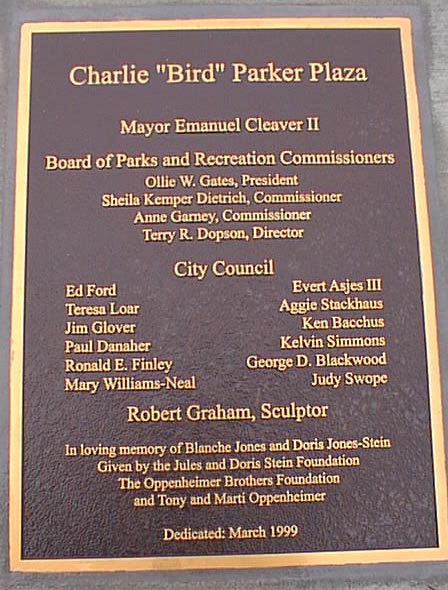 Charlie "Bird" Parker Plaza
Mayor Emanuel Cleaver II
Board of Parks and Recreation Commissioners
Ollie W. Gates, President
Sheila Kemper Dietrich, Commissioner
Anne Garney, Commissioner
Terry R. Dopson, Director
City Council
Ed Ford Evert Asjes III
Teresa Loar Aggie Stackhaus
Jim Glover Ken Bacchus
Paul Danaher Kelvin Simmons
Ronald E. Finley George D. Blackwood
Mary Williams-Neal Judy Swope
Robert Graham, Sculptor
In loving memory of Blanche Jones and Doris Jones-Stein
Given by the Jules and Doris Stein Foundation
The Oppenheimer Brothers Foundation
and Tony and Marti Oppenheimer
Dedicated: March 1999